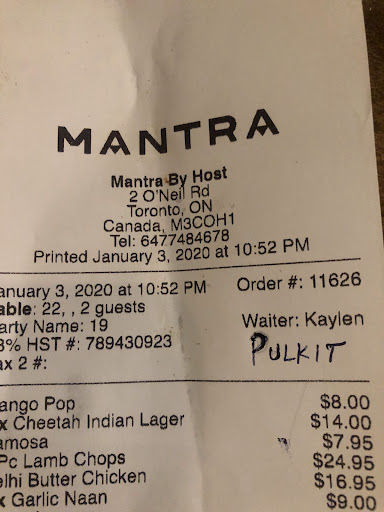 MANTRA
Mantra By Host
2 O'Neil Rd
Toronto, ON
Canada, M3COH1
Tel: 6477484678
Printed January 3, 2020 at 10:52 PM
anuary 3, 2020 at 10:52 PM Order #: 11626
able: 22, , 2 guests
arty Name: 19 Waiter: Kaylen
3% HST #: 789430923
PULKIT
ax 2 #:
ango Pop $8.00
x Cheetah Indian Lager $14.00
amosa $7.95
Pc Lamb Chops $24.95
elhi Butter Chicken $16.95
x Garlic Naan $9.00